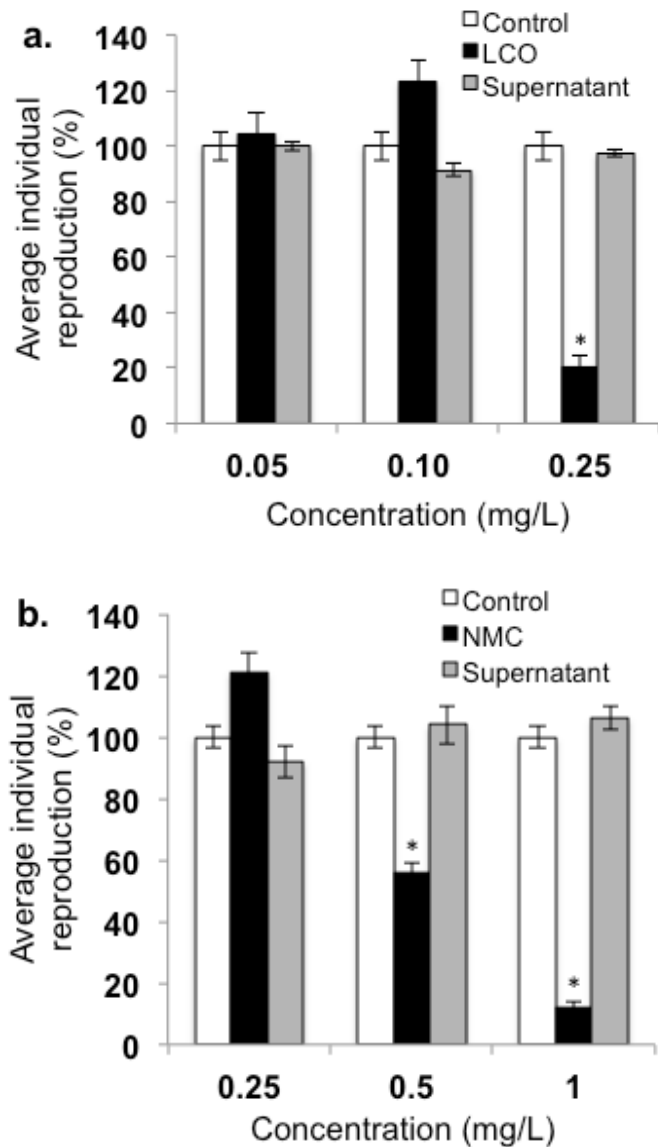 a.
Control
LCO
Supernatant
Average individual
reproduction (%)
140
120
100
80
60
40
20
0
*
0.05 0.10 0.25
Concentration (mg/L)
b.
Control
NMC
Supernatant
Average individual
reproduction (%)
140
120
100
80
60
40
20
0
*
*
0.25 0.5 1
Concentration (mg/L)